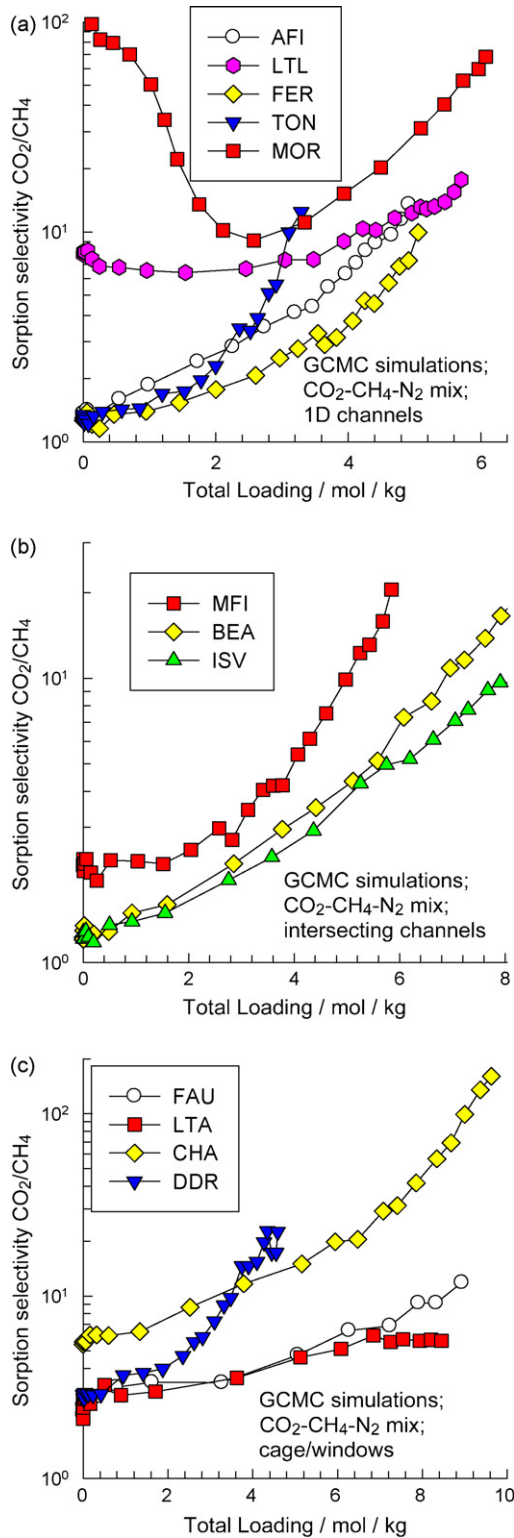 (a)
10²
AFI
LTL
FER
TON
MOR
Sorption selectivity CO₂/CH₄
10¹
GCMC simulations;
CO₂-CH₄-N₂ mix;
1D channels
10⁰
0 2 4 6
Total Loading / mol / kg
(b)
MFI
BEA
ISV
Sorption selectivity CO₂/CH₄
10¹
GCMC simulations;
CO₂-CH₄-N₂ mix;
intersecting channels
10⁰
0 2 4 6 8
Total Loading / mol / kg
(c)
FAU
LTA
CHA
DDR
10²
Sorption selectivity CO₂/CH₄
10¹
GCMC simulations;
CO₂-CH₄-N₂ mix;
cage/windows
10⁰
0 2 4 6 8 10
Total Loading / mol / kg